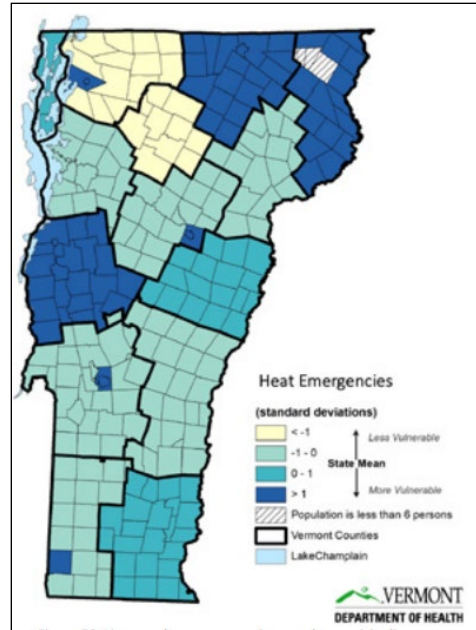 Heat Emergencies
(standard deviations)
< -1
-1 - 0
0 - 1
> 1
Less Vulnerable
State Mean
More Vulnerable
Population is less than 6 persons
Vermont Counties
LakeChamplain
VERMONT
DEPARTMENT OF HEALTH